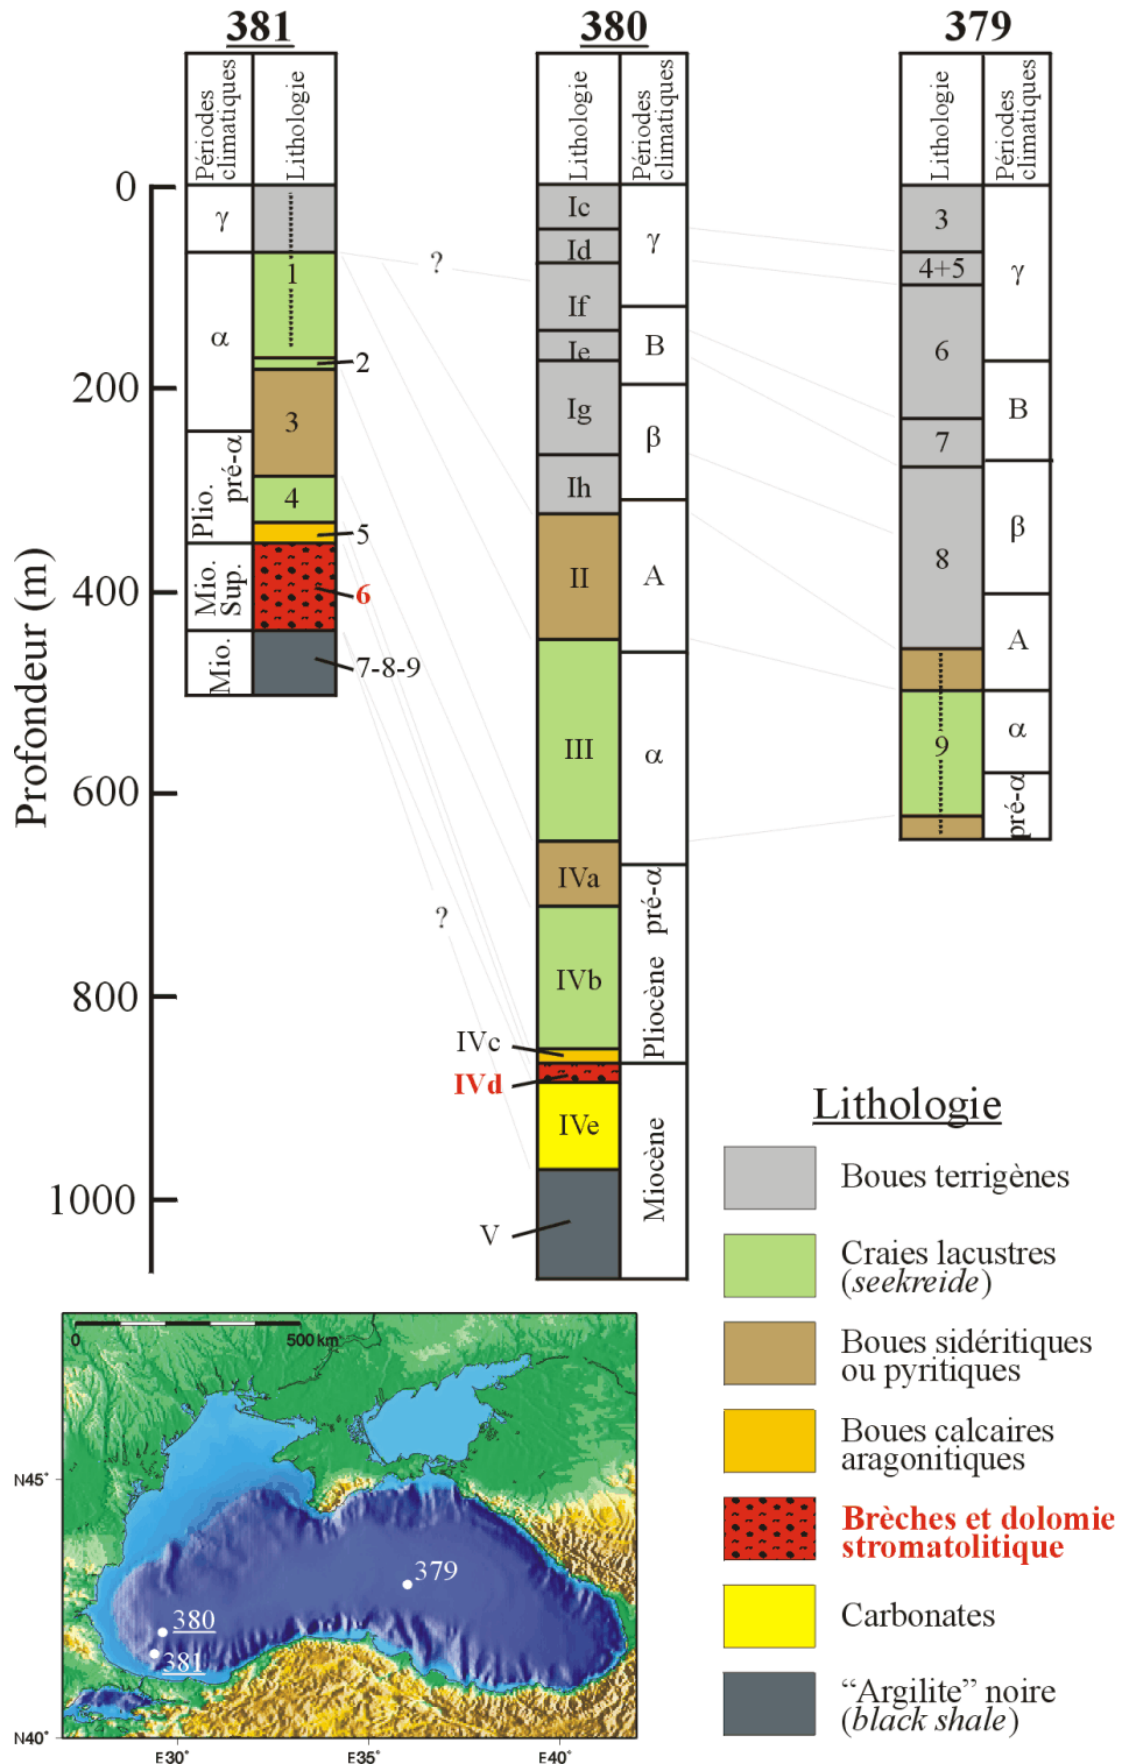 381
380
379
Périodes
climatiques
Lithologie
Lithologie
Périodes
climatiques
Lithologie
Périodes
climatiques
Profondeur (m)
0
200
400
600
800
1000
γ
α
pré-α
Plio.
Mio.
Sup.
Mio.
1
2
3
4
5
6
7-8-9
?
?
Ic
Id
If
Ie
Ig
Ih
II
III
IVa
IVb
IVc
IVd
IVe
V
γ
B
β
A
α
pré-α
Pliocène
Miocène
3
4+5
6
7
8
9
γ
B
β
A
α
pré-α
Lithologie
Boues terrigènes
Craies lacustres
(seekreide)
Boues sidéritiques
ou pyritiques
Boues calcaires
aragonitiques
Brèches et dolomie
stromatolitique
Carbonates
“Argilite” noire
(black shale)
0
500 km
N45°
N40°
E30°
E35°
E40°
379
380
381